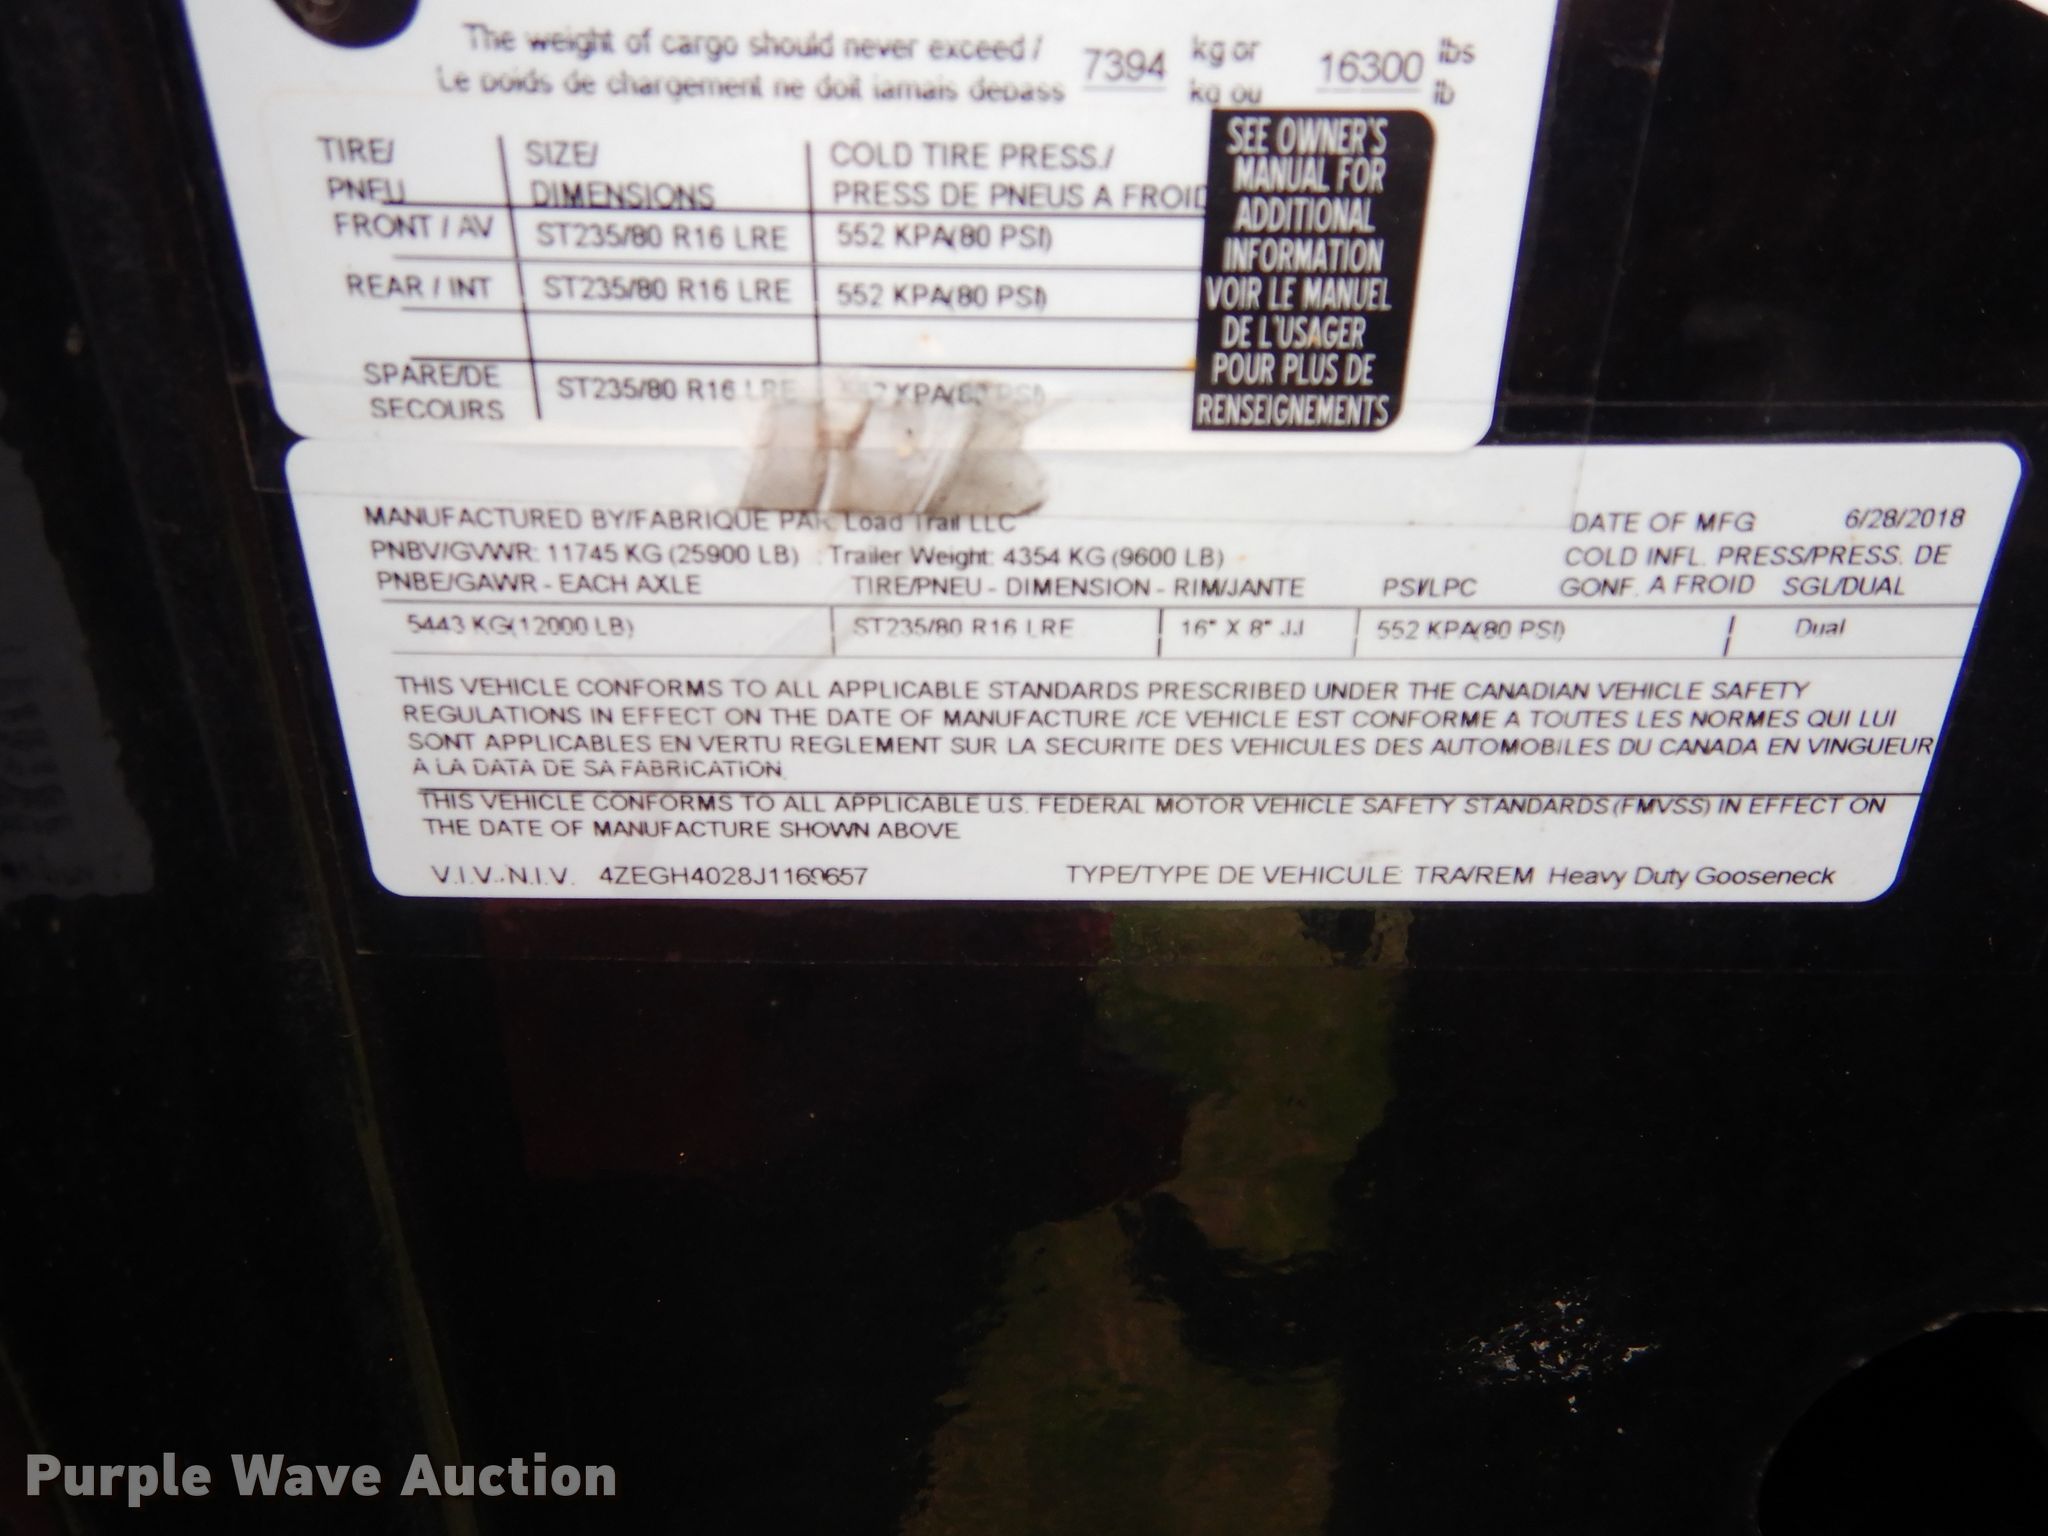 The weight of cargo should never exceed / 7394 kg or 16300 lbs
Le poids de chargement ne doit jamais depass kg ou lb
TIRE/ SIZE/ COLD TIRE PRESS./
PNEU DIMENSIONS PRESS DE PNEUS A FROID
FRONT / AV ST235/80 R16 LRE 552 KPA(80 PSI)
REAR / INT ST235/80 R16 LRE 552 KPA(80 PSI)
SPARE/DE ST235/80 R16 LRE 552 KPA(80 PSI)
SECOURS
SEE OWNER'S
MANUAL FOR
ADDITIONAL
INFORMATION
VOIR LE MANUEL
DE L'USAGER
POUR PLUS DE
RENSEIGNEMENTS
MANUFACTURED BY/FABRIQUE PAR: Load Trail LLC DATE OF MFG 6/28/2018
PNBV/GVWR: 11745 KG (25900 LB) Trailer Weight: 4354 KG (9600 LB) COLD INFL. PRESS/PRESS. DE
PNBE/GAWR - EACH AXLE TIRE/PNEU - DIMENSION - RIM/JANTE PSI/LPC GONF. A FROID SGL/DUAL
5443 KG(12000 LB) ST235/80 R16 LRE 16" X 8" JJ 552 KPA(80 PSI) / Dual
THIS VEHICLE CONFORMS TO ALL APPLICABLE STANDARDS PRESCRIBED UNDER THE CANADIAN VEHICLE SAFETY
REGULATIONS IN EFFECT ON THE DATE OF MANUFACTURE /CE VEHICLE EST CONFORME A TOUTES LES NORMES QUI LUI
SONT APPLICABLES EN VERTU REGLEMENT SUR LA SECURITE DES VEHICULES DES AUTOMOBILES DU CANADA EN VINGUEUR
A LA DATA DE SA FABRICATION.
THIS VEHICLE CONFORMS TO ALL APPLICABLE U.S. FEDERAL MOTOR VEHICLE SAFETY STANDARDS (FMVSS) IN EFFECT ON
THE DATE OF MANUFACTURE SHOWN ABOVE
V.I.V.-N.I.V. 4ZEGH4028J1169657 TYPE/TYPE DE VEHICULE: TRA/REM Heavy Duty Gooseneck
Purple Wave Auction